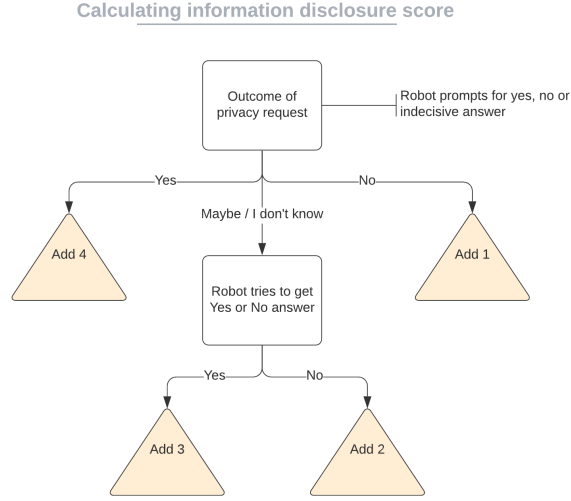 Calculating information disclosure score
Outcome of
privacy request
Robot prompts for yes, no or
indecisive answer
Yes
No
Maybe / I don't know
Add 4
Add 1
Robot tries to get
Yes or No answer
Yes
No
Add 3
Add 2